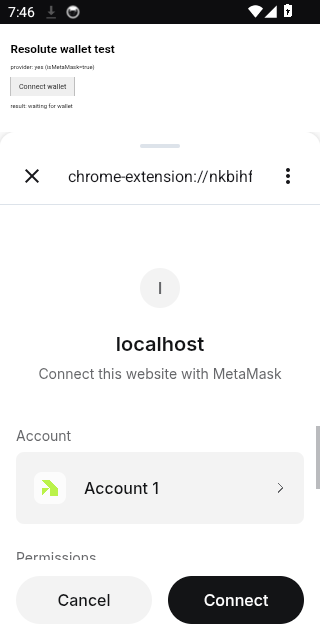 7:46
Resolute wallet test
provider: yes (isMetaMask=true)
Connect wallet
result: waiting for wallet
chrome-extension://nkbihf
I
localhost
Connect this website with MetaMask
Account
Account 1
Permissions
Cancel
Connect